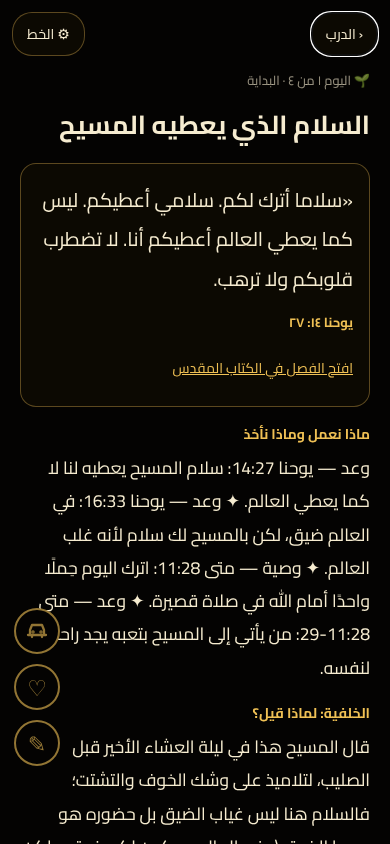 ‹ الدرب
⚙ الخط
🌱 اليوم ١ من ٤ · البداية
السلام الذي يعطيه المسيح
«سلاما أترك لكم. سلامي أعطيكم. ليس
كما يعطي العالم أعطيكم أنا. لا تضطرب
قلوبكم ولا ترهب.
يوحنا ١٤: ٢٧
افتح الفصل في الكتاب المقدس
ماذا نعمل وماذا نأخذ
وعد — يوحنا 14:27: سلام المسيح يعطيه لنا لا
كما يعطي العالم. ✦ وعد — يوحنا 16:33: في
العالم ضيق، لكن بالمسيح لك سلام لأنه غلب
العالم. ✦ وصية — متى 11:28: اترك اليوم حملًا
واحدًا أمام الله في صلاة قصيرة. ✦ وعد — متى
11:28-29: من يأتي إلى المسيح بتعبه يجد
لنفسه.
الخلفية: لماذا قيل؟
قال المسيح هذا في ليلة العشاء الأخير قبل
الصليب، لتلاميذ على وشك الخوف والتشتت؛
فالسلام هنا ليس غياب الضيق بل حضوره هو